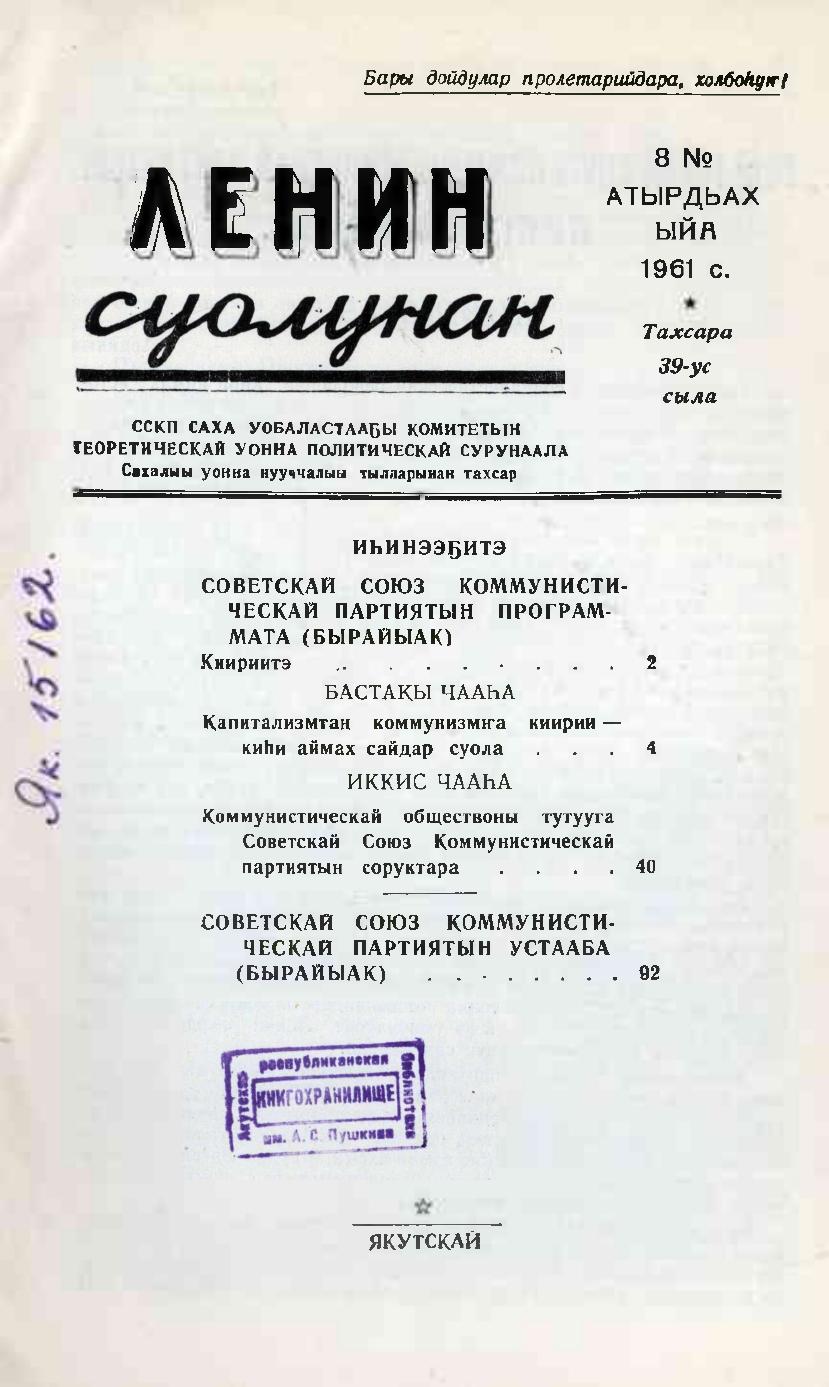 Бары дойдулар пролетарийдара, холбоһуҥ!
ЛЕНИН
суолунан
8 №
АТЫРДЬАХ
ЫЙА
1961 с.
Тахсара
39-ус
сыла
ССКП САХА УОБАЛАСТААҔЫ КОМИТЕТЫН
ТЕОРЕТИЧЕСКАЙ УОННА ПОЛИТИЧЕСКАЙ СУРУНААЛА
Сахалыы уонна нууччалыы тылларынан тахсар
ИҺИНЭЭҔИТЭ
СОВЕТСКАЙ СОЮЗ КОММУНИСТИ-
ЧЕСКАЙ ПАРТИЯТЫН ПРОГРАМ-
МАТА (БЫРАЙЫАК)
Киириитэ . . . . . . . . 2
БАСТАКЫ ЧААҺА
Капитализмтан коммунизмҥа киирии —
киһи аймах сайдар суола . . . 4
ИККИС ЧААҺА
Коммунистическай обществоны тутууга
Советскай Союз Коммунистическай
партиятын соруктара . . . . 40
СОВЕТСКАЙ СОЮЗ КОММУНИСТИ-
ЧЕСКАЙ ПАРТИЯТЫН УСТААБА
(БЫРАЙЫАК) . . . . . . . . 92
Як. 15162.
Якутская
республиканская
библиотека
КНИГОХРАНИЛИЩЕ
им. А. С. Пушкина
ЯКУТСКАЙ